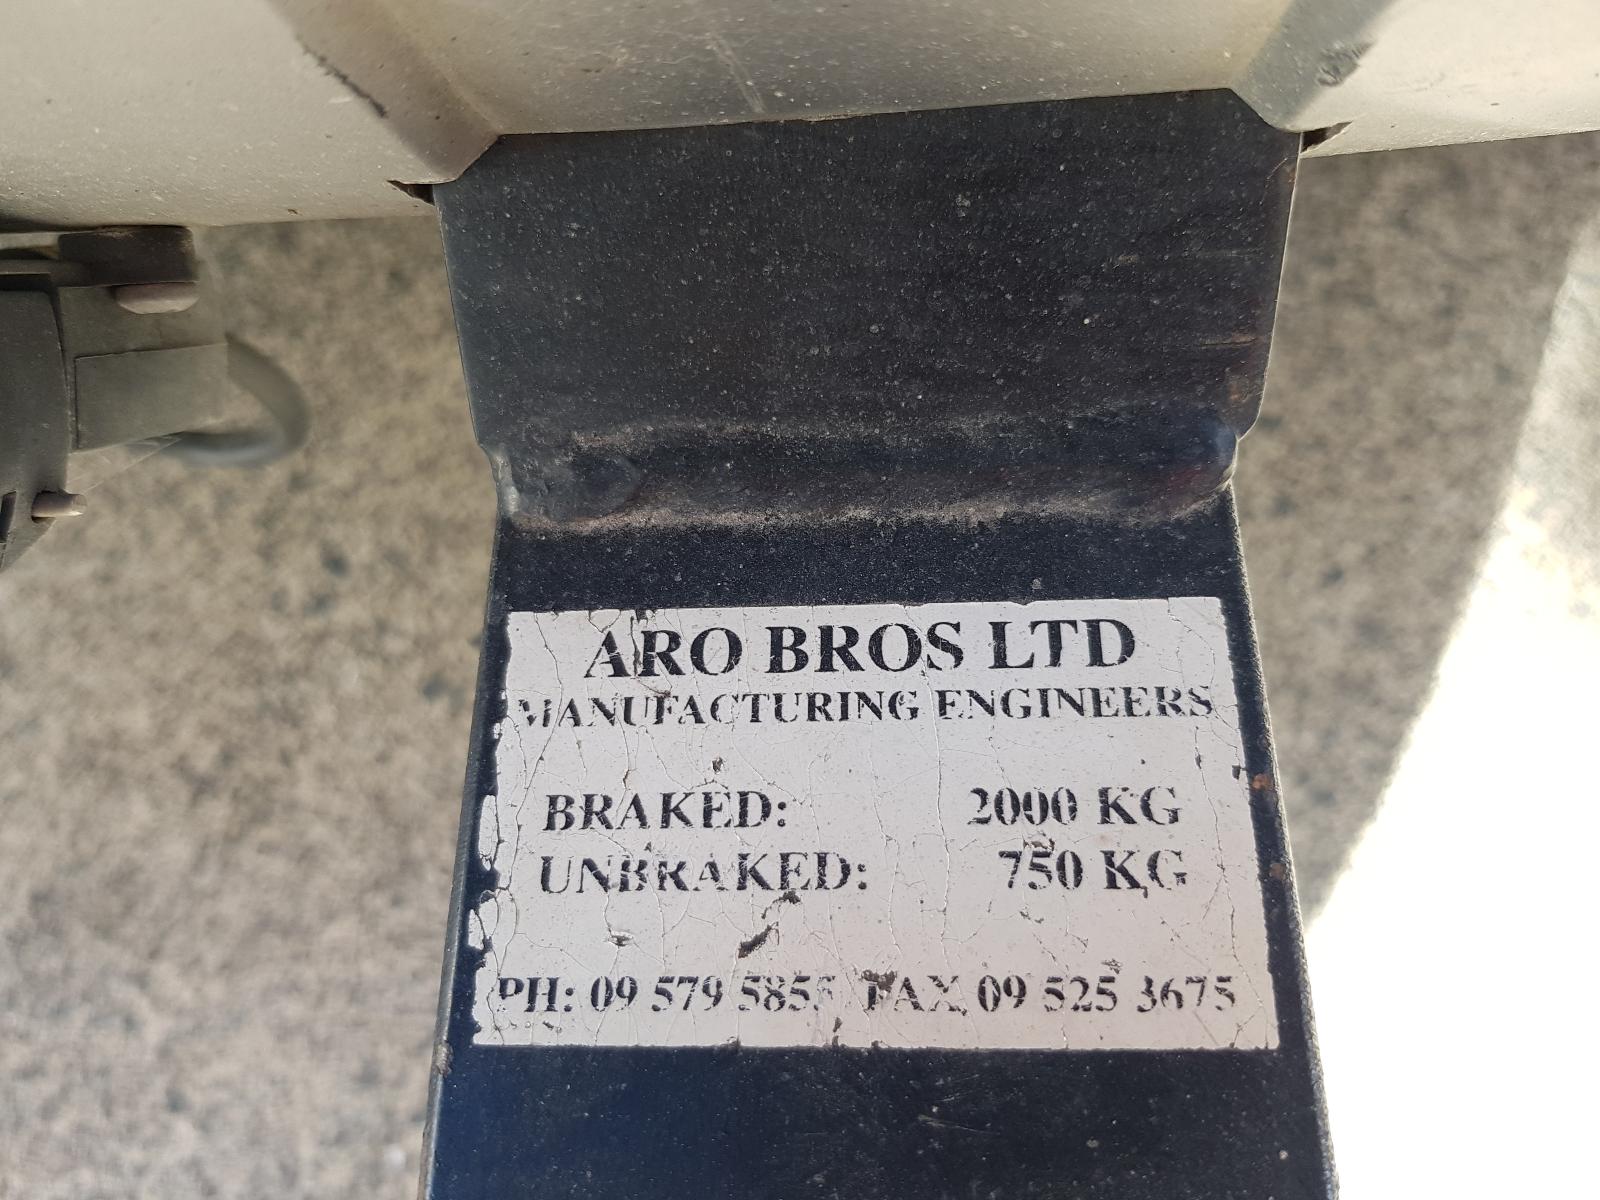 ARO BROS LTD
MANUFACTURING ENGINEERS
BRAKED: 2000 KG
UNBRAKED: 750 KG
PH: 09 579 5855 FAX 09 525 3675